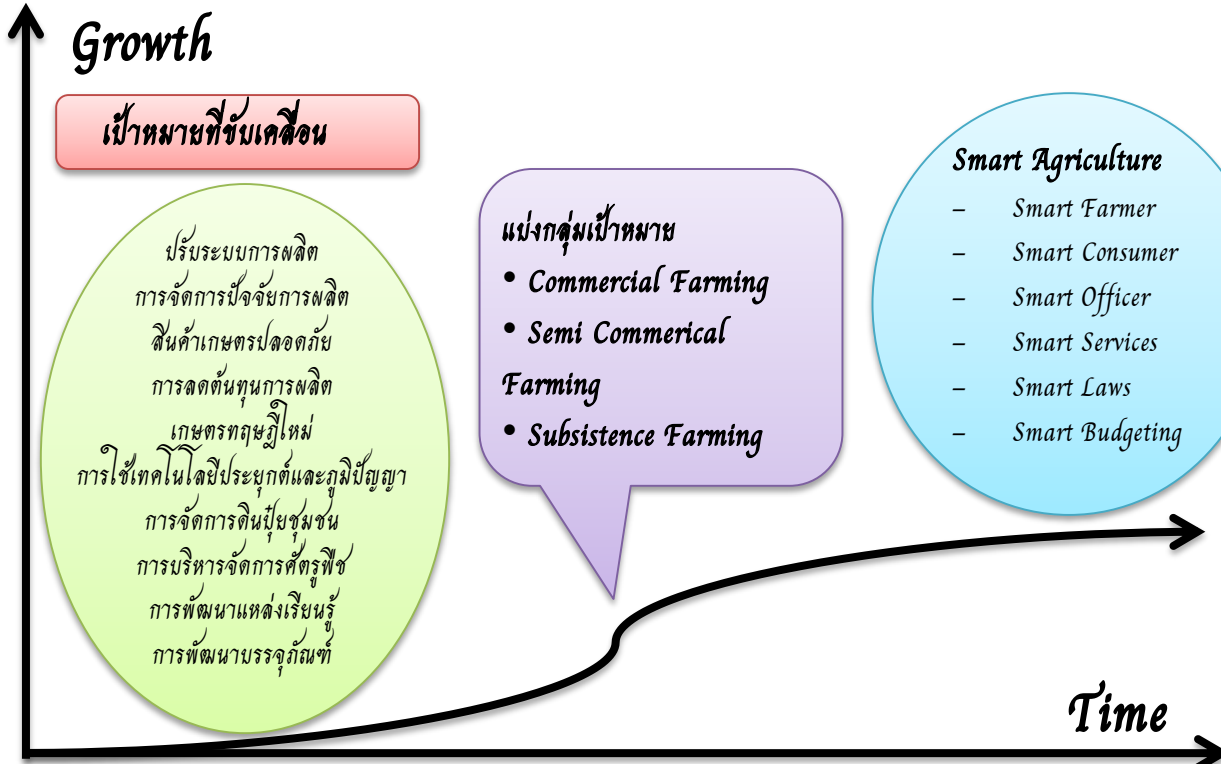 Growth
เป้าหมายที่ขับเคลื่อน
ปรับระบบการผลิต
การจัดการปัจจัยการผลิต
สินค้าเกษตรปลอดภัย
การลดต้นทุนการผลิต
เกษตรทฤษฎีใหม่
การใช้เทคโนโลยีประยุกต์และภูมิปัญญา
การจัดการดินปุ๋ยชุมชน
การบริหารจัดการศัตรูพืช
การพัฒนาแหล่งเรียนรู้
การพัฒนาบรรจุภัณฑ์
แบ่งกลุ่มเป้าหมาย
• Commercial Farming
• Semi Commerical
Farming
• Subsistence Farming
Smart Agriculture
– Smart Farmer
– Smart Consumer
– Smart Officer
– Smart Services
– Smart Laws
– Smart Budgeting
Time